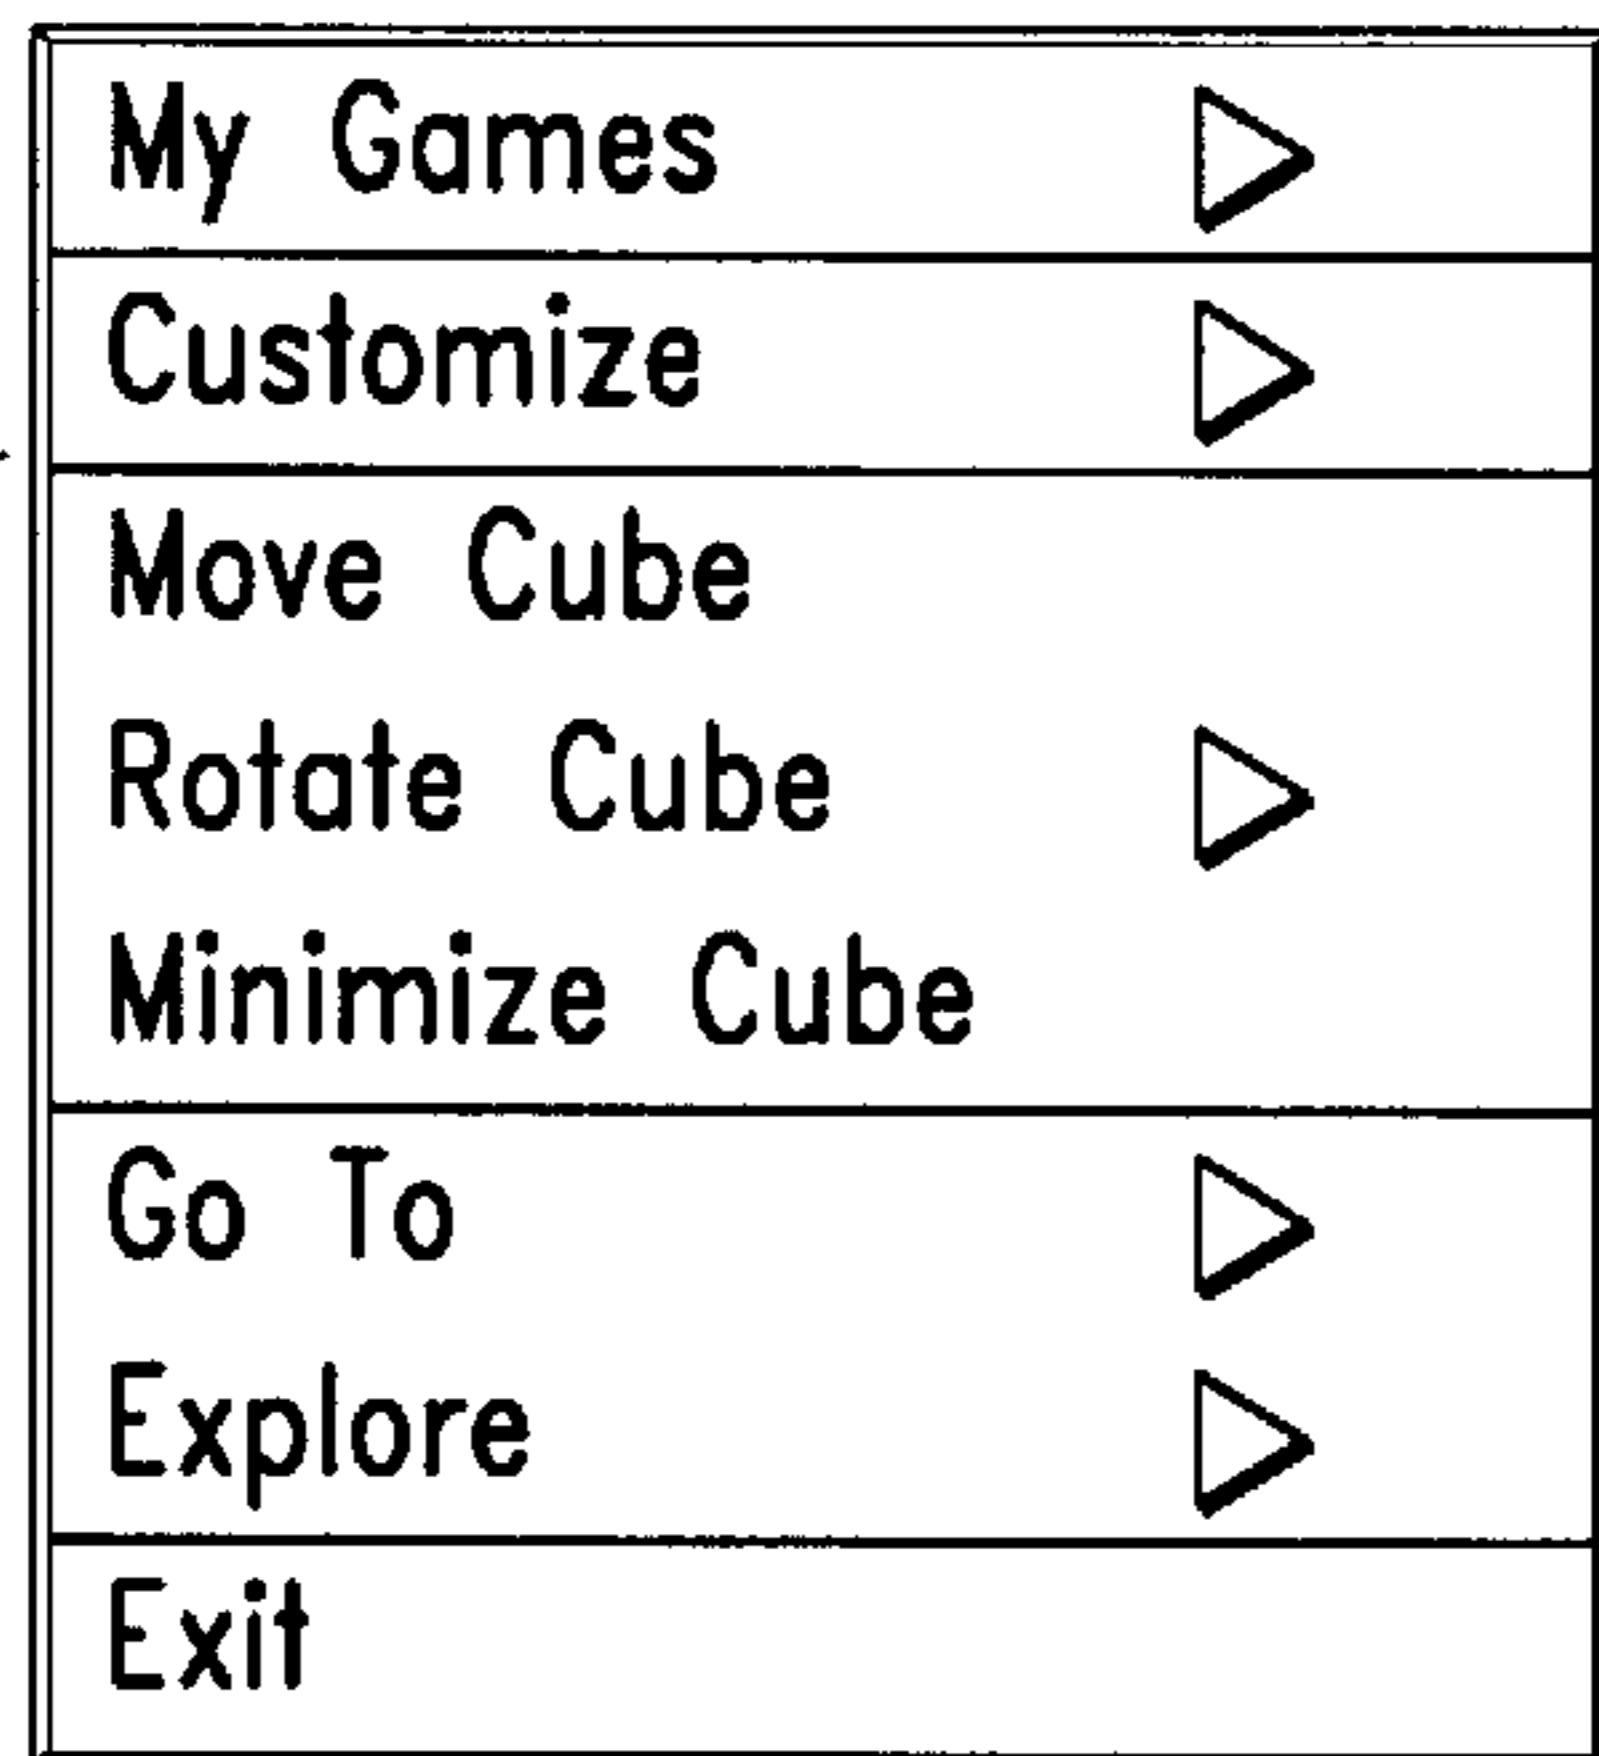 My Games
Customize
Move Cube
Rotate Cube
Minimize Cube
Go To
Explore
Exit